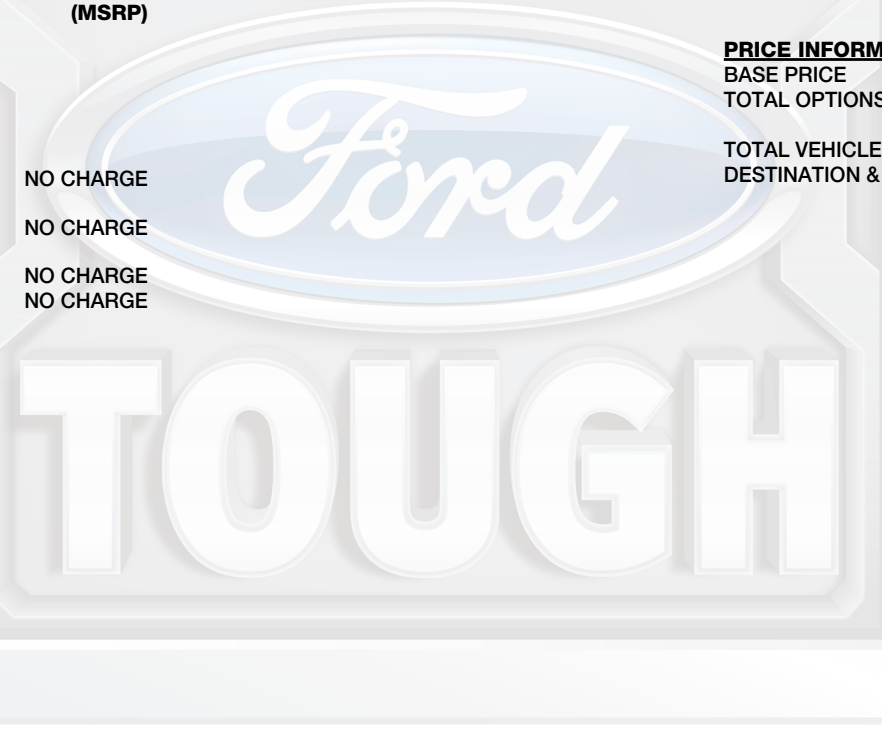 (MSRP)
NO CHARGE
NO CHARGE
NO CHARGE
NO CHARGE
PRICE INFORM
BASE PRICE
TOTAL OPTIONS
TOTAL VEHICLE
DESTINATION &
Ford
TOUGH